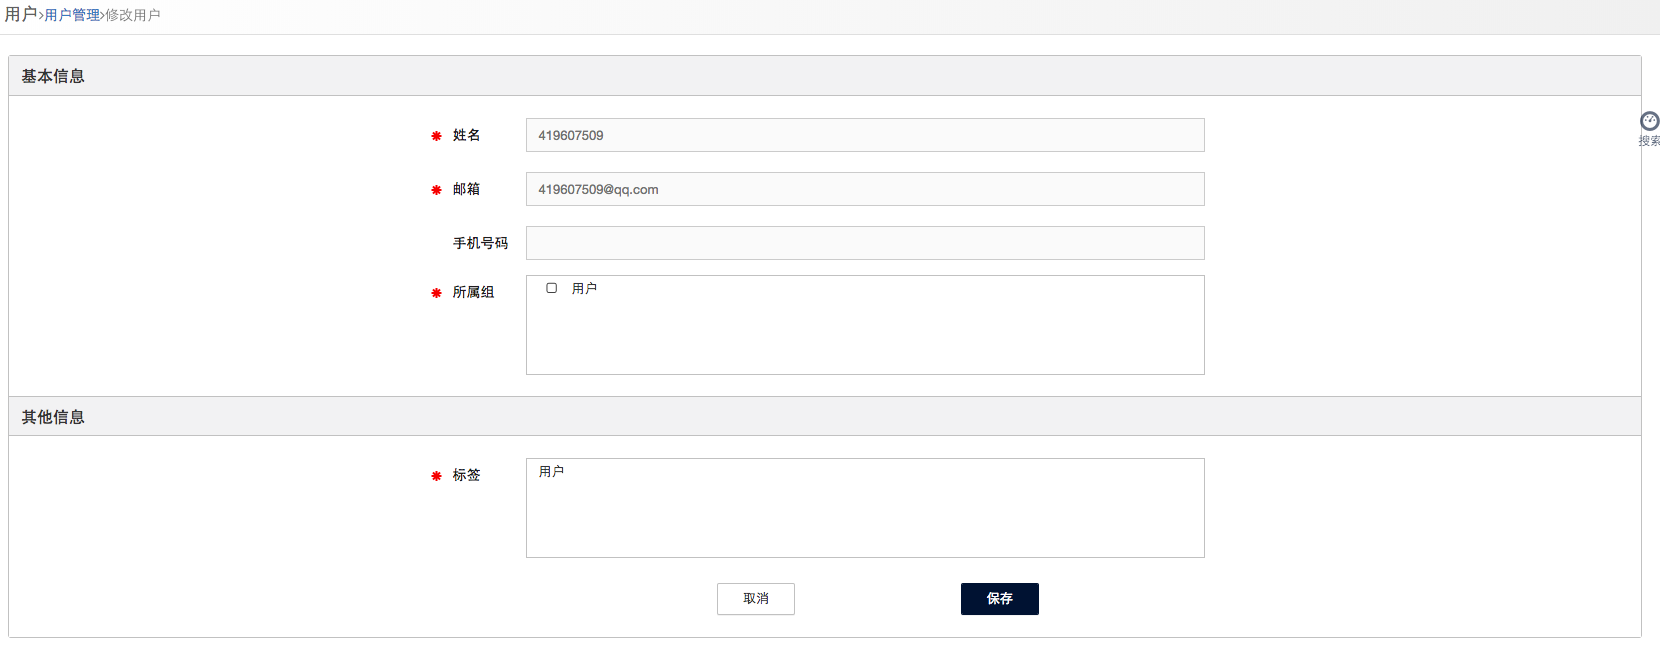 用户>用户管理>修改用户
基本信息
搜索
姓名 419607509
邮箱 419607509@qq.com
手机号码
所属组 用户
其他信息
标签 用户
取消 保存